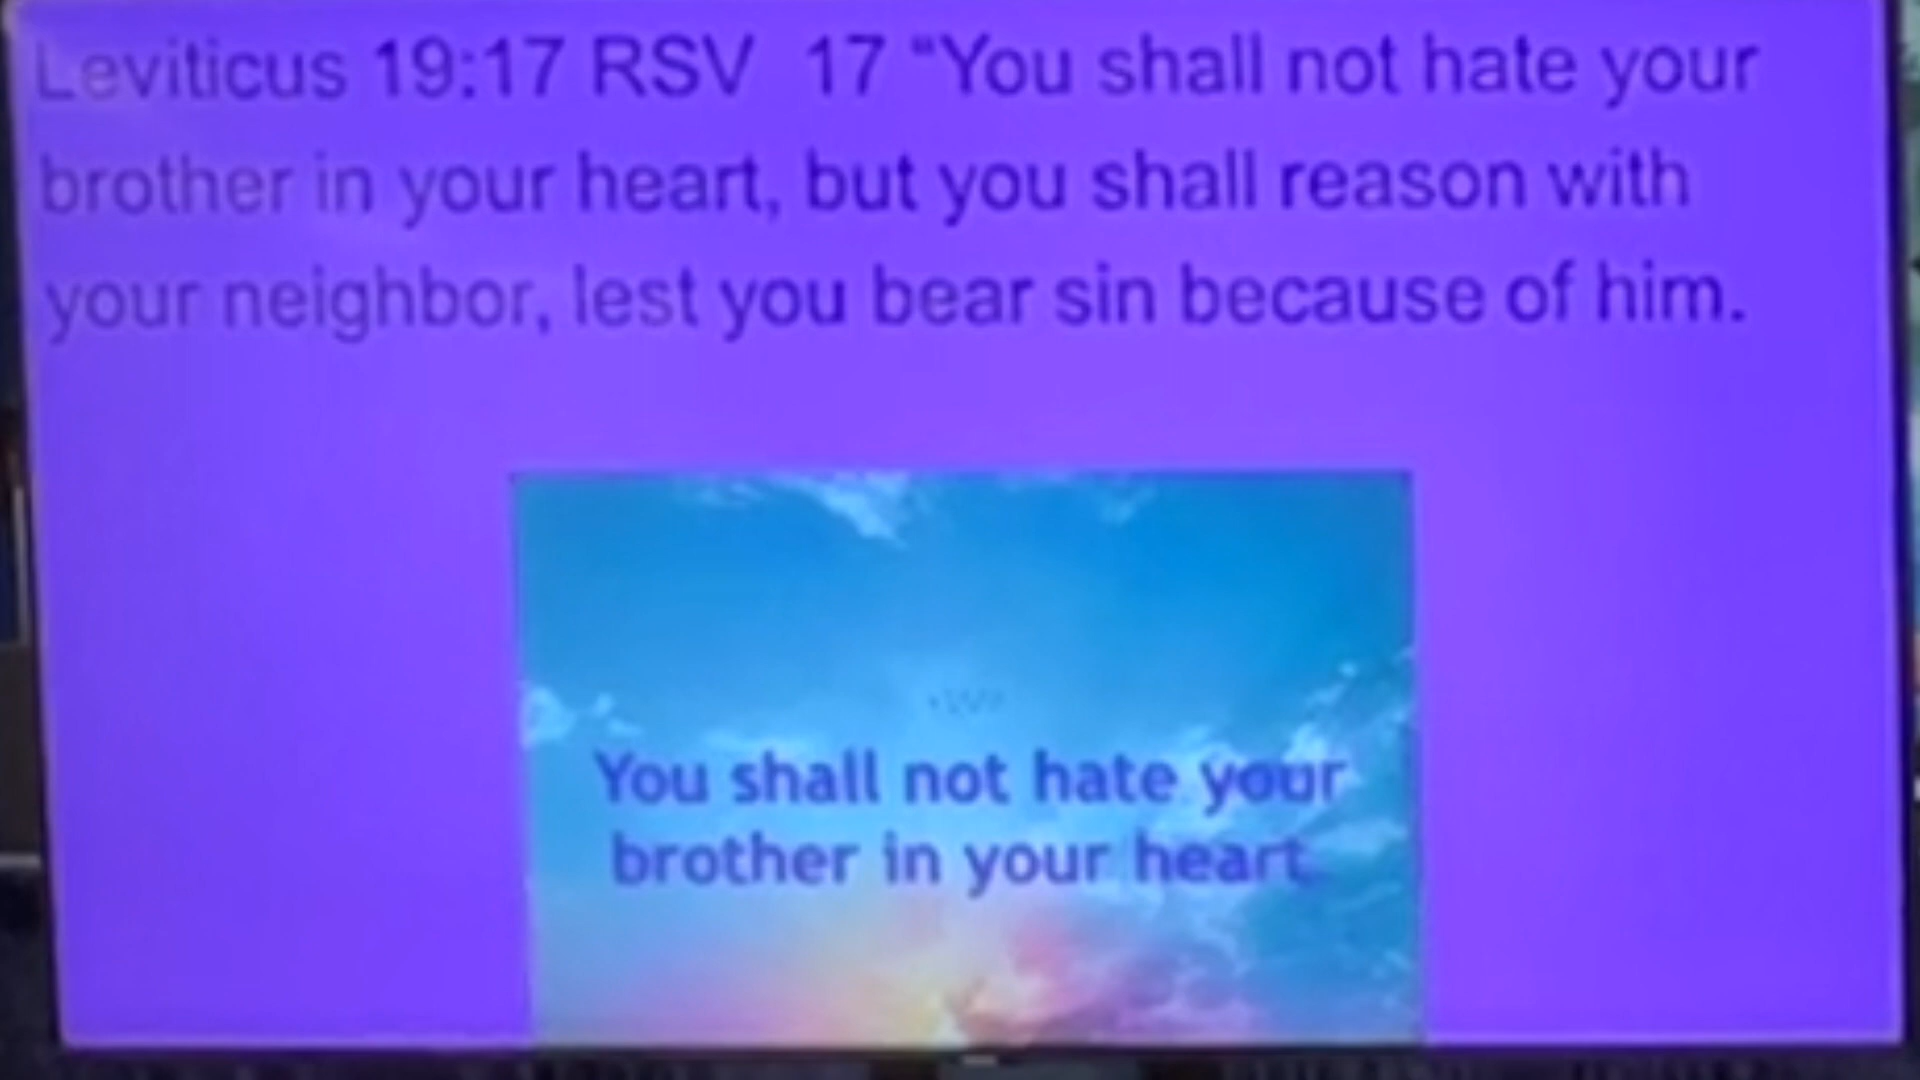 Leviticus 19:17 RSV 17 “You shall not hate your
brother in your heart, but you shall reason with
your neighbor, lest you bear sin because of him.
You shall not hate your
brother in your heart